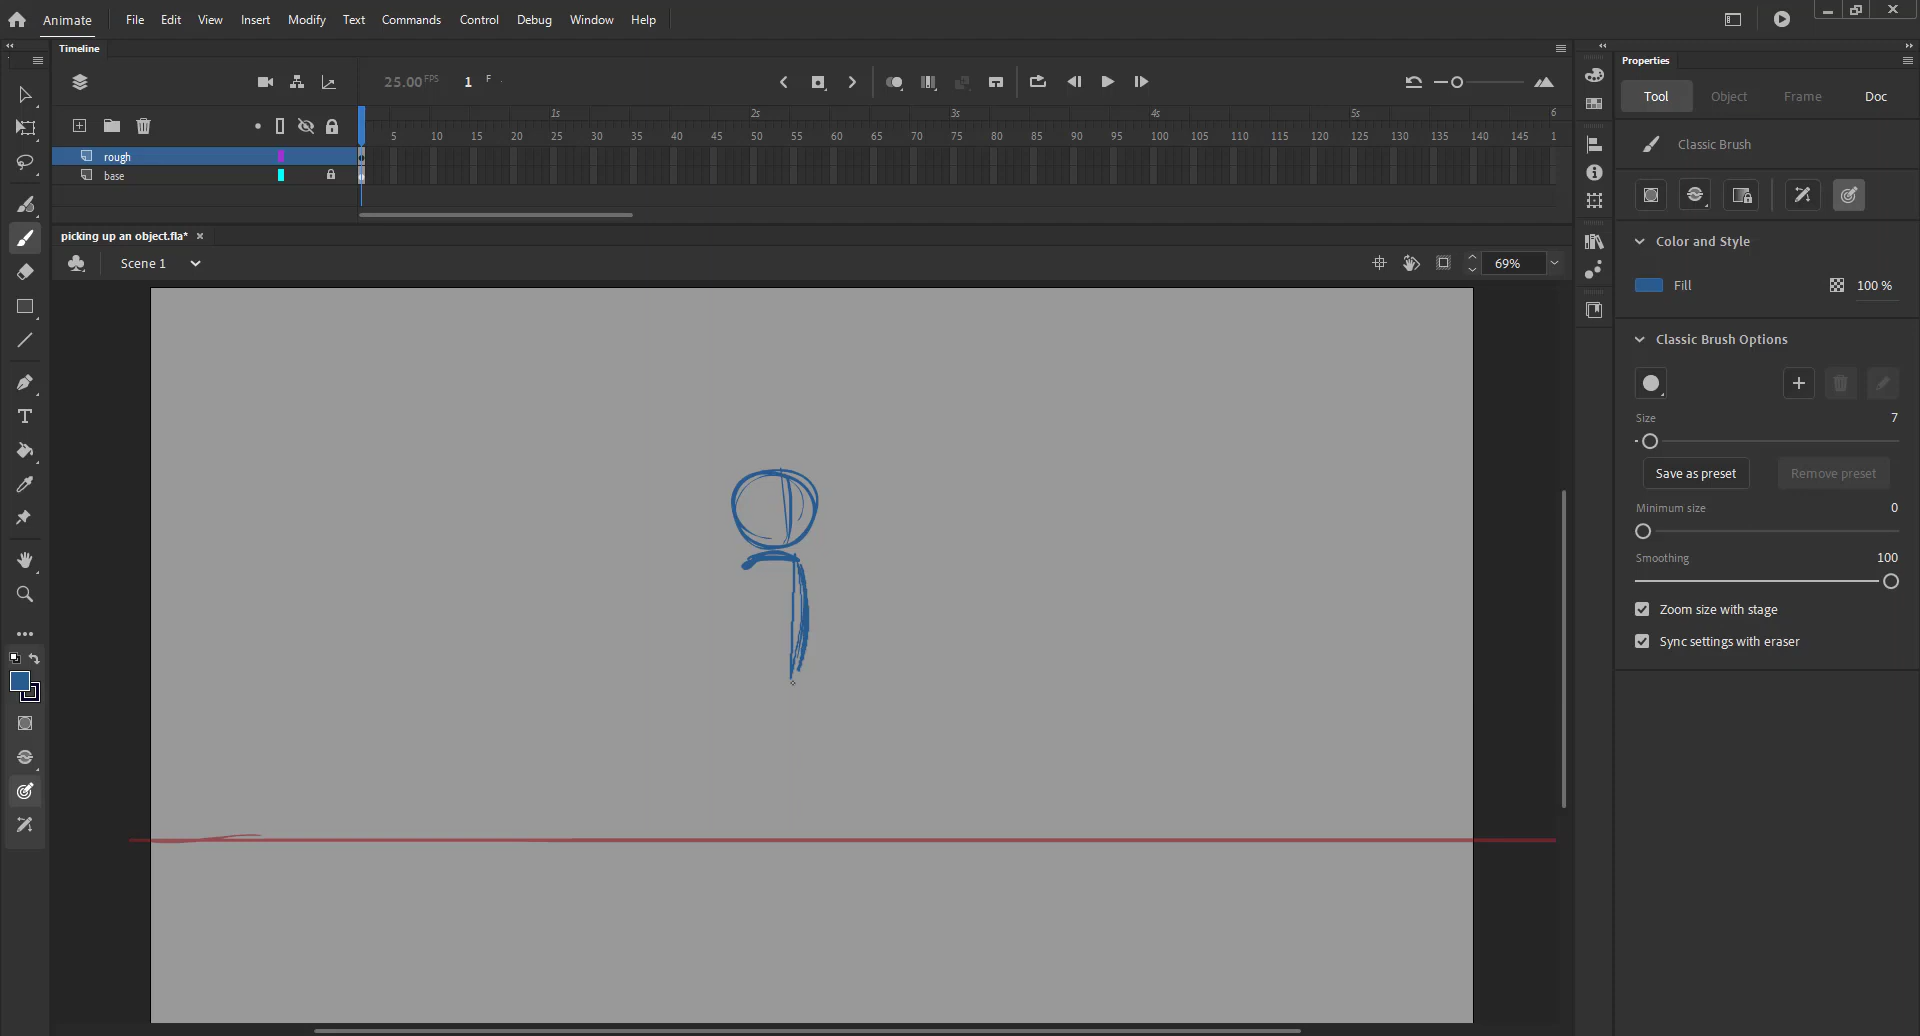 Animate File Edit View Insert Modify Text Commands Control Debug Window Help
Timeline
25.00 FPS 1 F
1s 2s 3s 4s 5s 6
5 10 15 20 25 30 35 40 45 50 55 60 65 70 75 80 85 90 95 100 105 110 115 120 125 130 135 140 145 1
rough
base
picking up an object.fla*
Scene 1
69%
Properties
Tool Object Frame Doc
Classic Brush
Color and Style
Fill 100 %
Classic Brush Options
Size 7
Save as preset Remove preset
Minimum size 0
Smoothing 100
Zoom size with stage
Sync settings with eraser